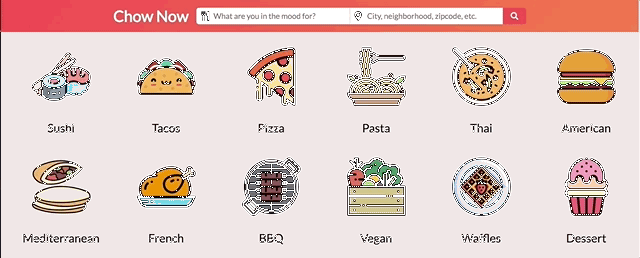 Chow Now What are you in the mood for? City, neighborhood, zipcode, etc.
Sushi Tacos Pizza Pasta Thai American
Mediterranean French BBQ Vegan Waffles Dessert